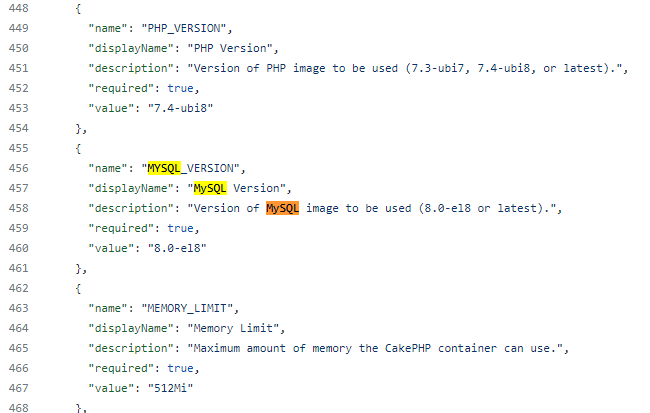 448 {
449 "name": "PHP_VERSION",
450 "displayName": "PHP Version",
451 "description": "Version of PHP image to be used (7.3-ubi7, 7.4-ubi8, or latest).",
452 "required": true,
453 "value": "7.4-ubi8"
454 },
455 {
456 "name": "MYSQL_VERSION",
457 "displayName": "MySQL Version",
458 "description": "Version of MySQL image to be used (8.0-el8 or latest).",
459 "required": true,
460 "value": "8.0-el8"
461 },
462 {
463 "name": "MEMORY_LIMIT",
464 "displayName": "Memory Limit",
465 "description": "Maximum amount of memory the CakePHP container can use.",
466 "required": true,
467 "value": "512Mi"
468 },